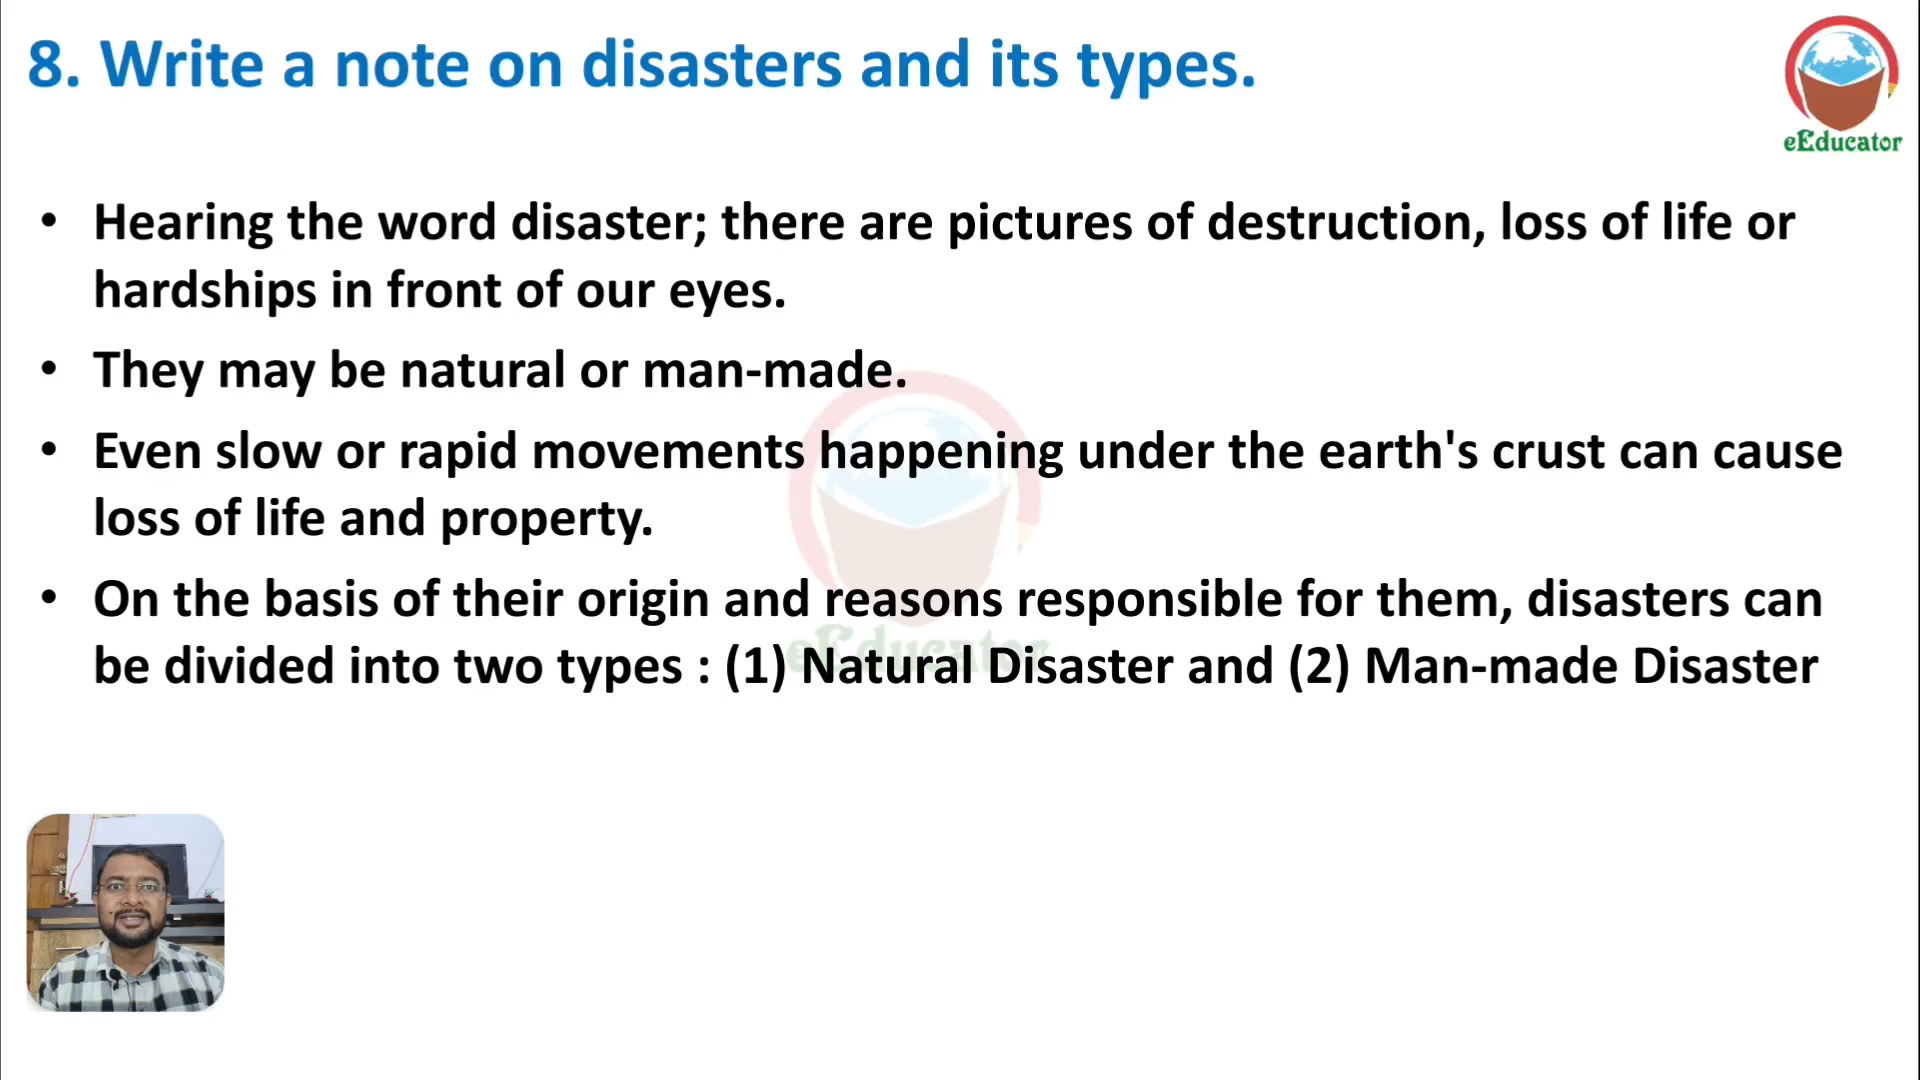 8. Write a note on disasters and its types.
eEducator
• Hearing the word disaster; there are pictures of destruction, loss of life or
hardships in front of our eyes.
• They may be natural or man-made.
• Even slow or rapid movements happening under the earth's crust can cause
loss of life and property.
• On the basis of their origin and reasons responsible for them, disasters can
be divided into two types : (1) Natural Disaster and (2) Man-made Disaster
eEducator